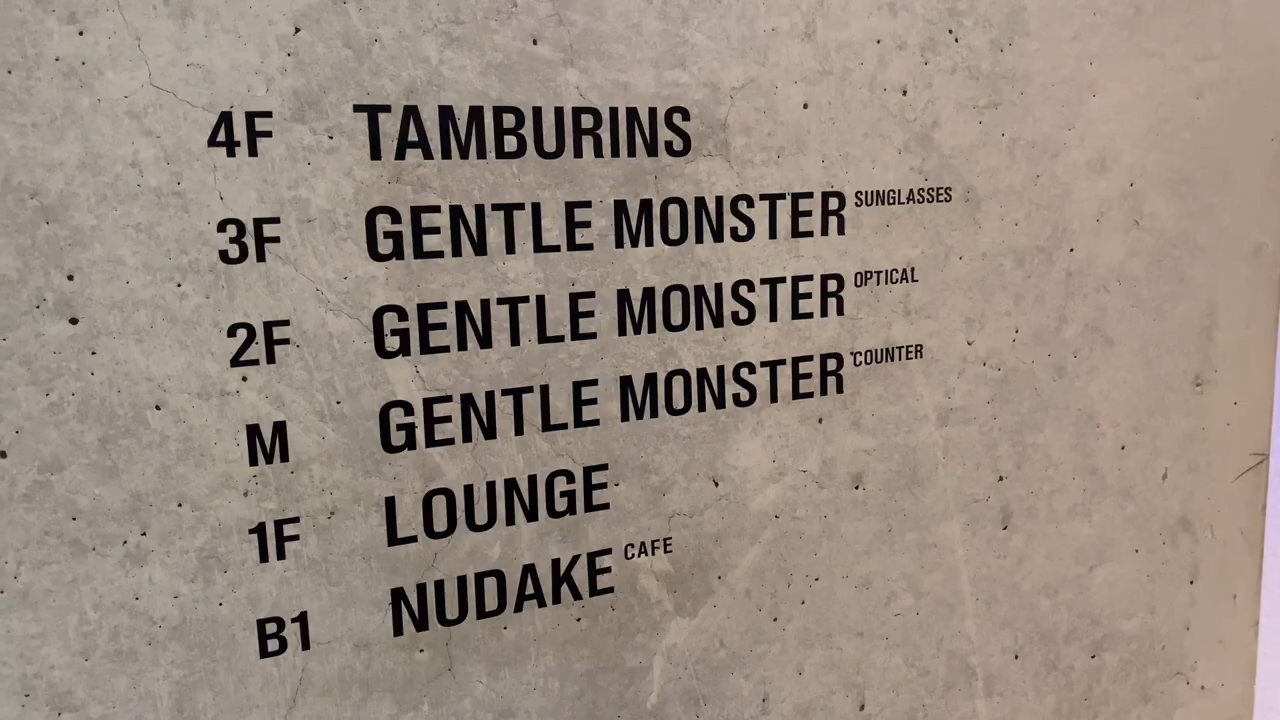 4F TAMBURINS
3F GENTLE MONSTER SUNGLASSES
2F GENTLE MONSTER OPTICAL
M GENTLE MONSTER COUNTER
1F LOUNGE
B1 NUDAKE CAFE